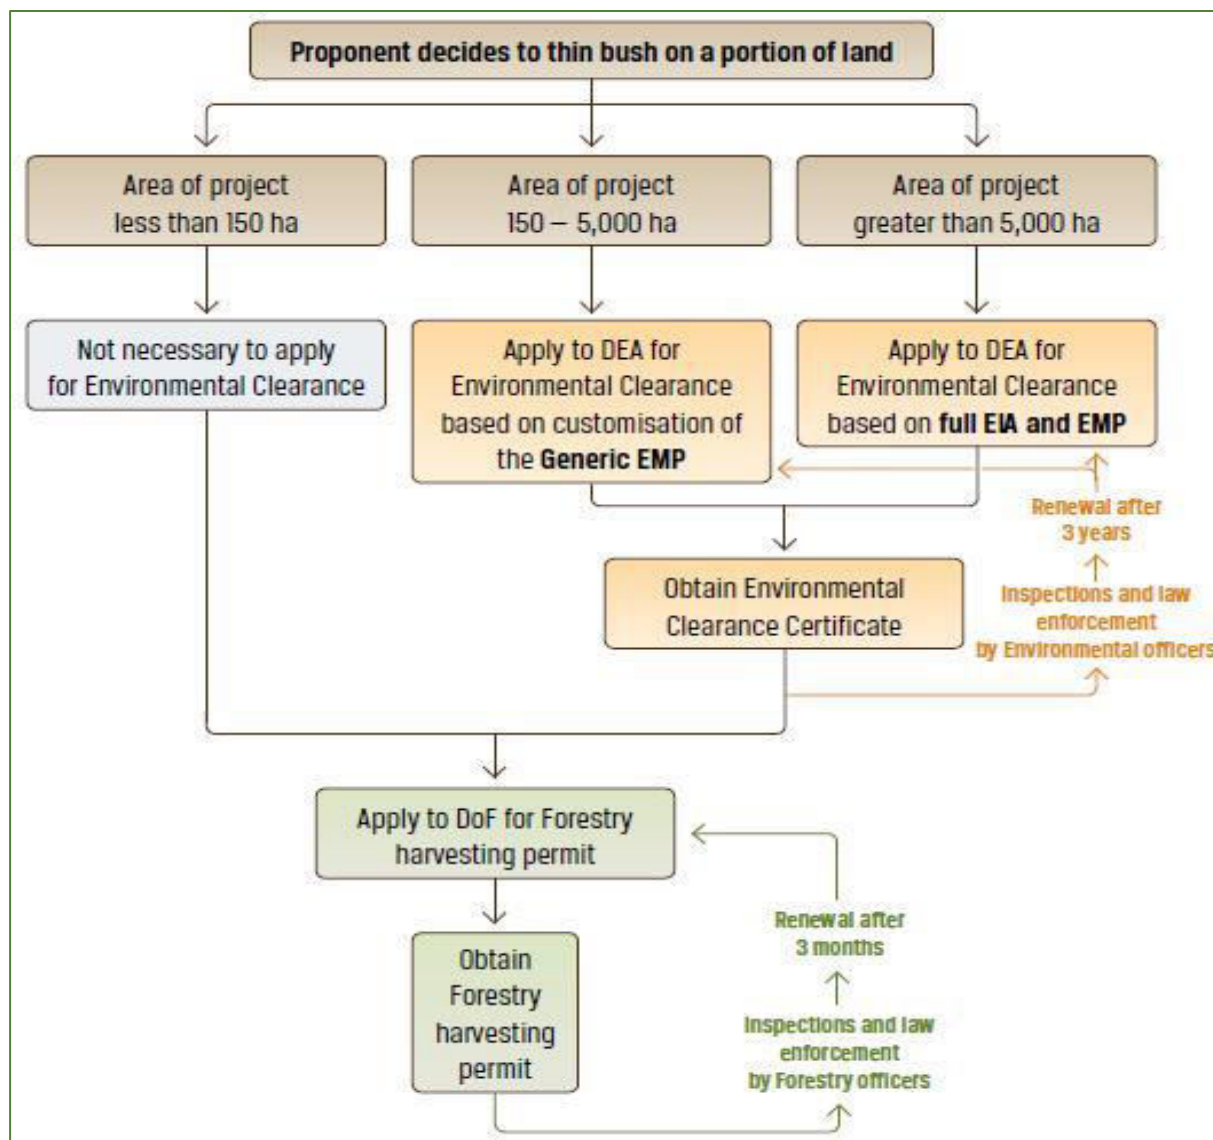 Proponent decides to thin bush on a portion of land
Area of project
less than 150 ha
Area of project
150 – 5,000 ha
Area of project
greater than 5,000 ha
Not necessary to apply
for Environmental Clearance
Apply to DEA for
Environmental Clearance
based on customisation of
the Generic EMP
Apply to DEA for
Environmental Clearance
based on full EIA and EMP
Renewal after
3 years
Inspections and law
enforcement
by Environmental officers
Obtain Environmental
Clearance Certificate
Apply to DoF for Forestry
harvesting permit
Renewal after
3 months
Inspections and law
enforcement
by Forestry officers
Obtain
Forestry
harvesting
permit